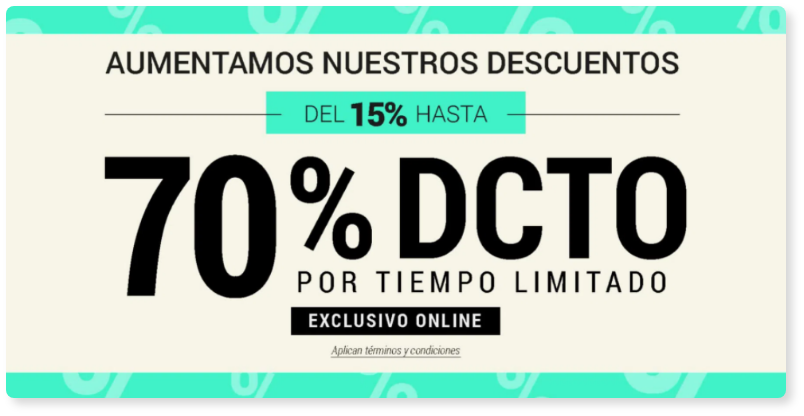 AUMENTAMOS NUESTROS DESCUENTOS
DEL 15% HASTA
70% DCTO
POR TIEMPO LIMITADO
EXCLUSIVO ONLINE
Aplican términos y condiciones